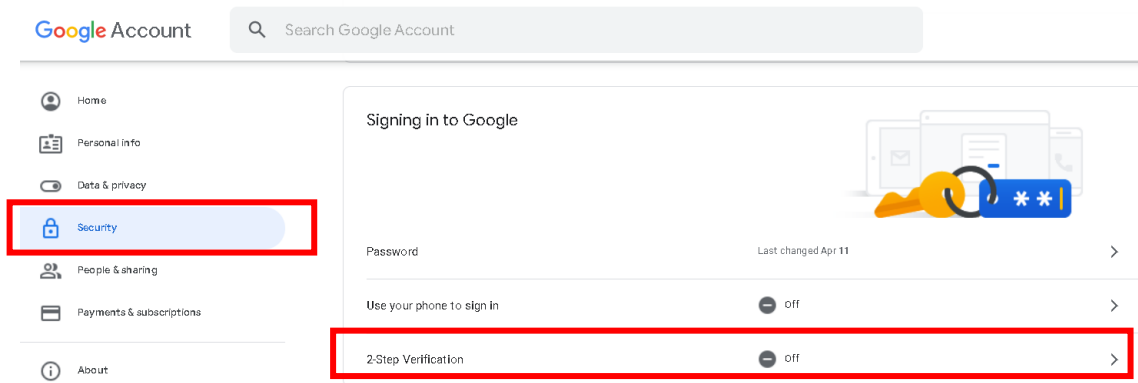 Google Account
Search Google Account
Home
Personal info
Data & privacy
Security
People & sharing
Payments & subscriptions
About
Signing in to Google
**
Password Last changed Apr 11
Use your phone to sign in Off
2-Step Verification Off